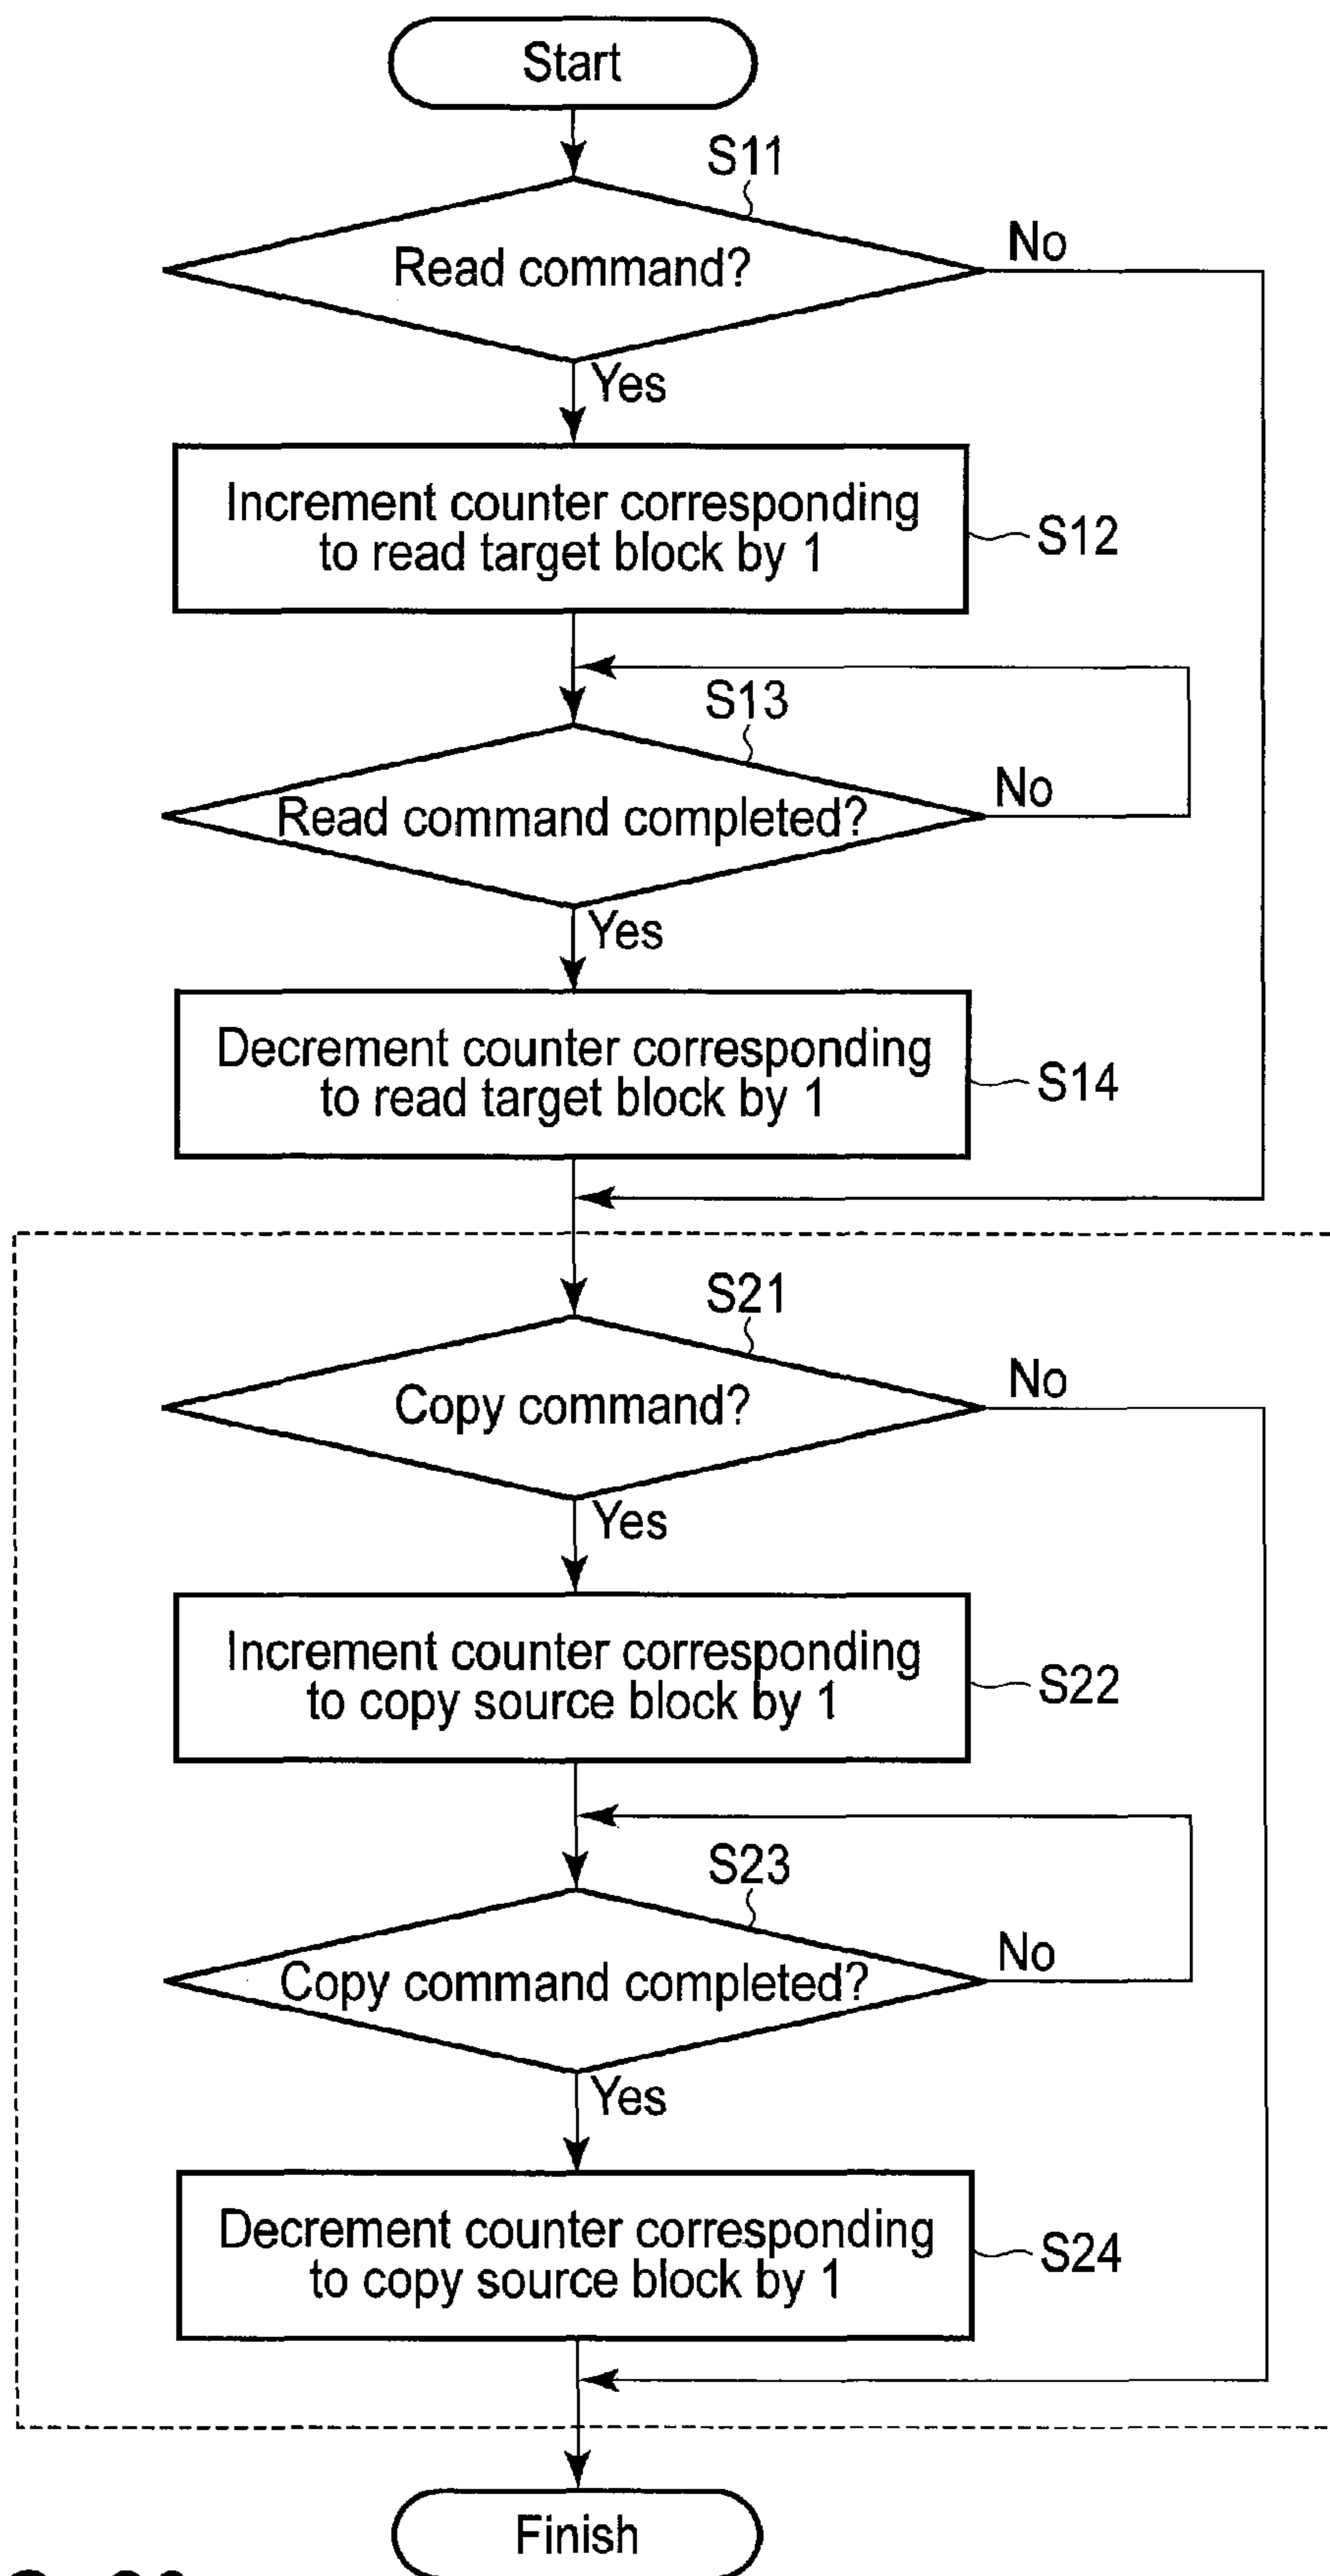 Start
S11
Read command?
No
Yes
Increment counter corresponding
to read target block by 1
S12
S13
Read command completed?
No
Yes
Decrement counter corresponding
to read target block by 1
S14
S21
Copy command?
No
Yes
Increment counter corresponding
to copy source block by 1
S22
S23
Copy command completed?
No
Yes
Decrement counter corresponding
to copy source block by 1
S24
Finish